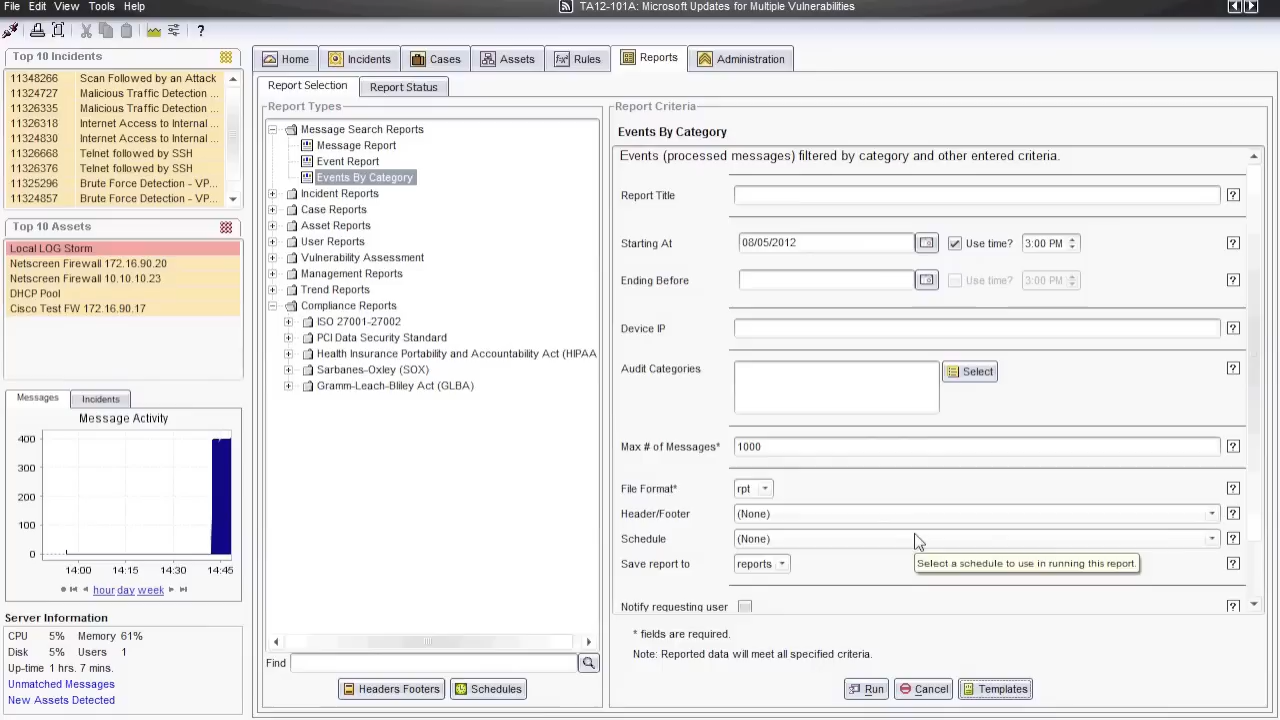 File Edit View Tools Help
TA12-101A: Microsoft Updates for Multiple Vulnerabilities
?
Top 10 Incidents
11348266 Scan Followed by an Attack
11324727 Malicious Traffic Detection ...
11326335 Malicious Traffic Detection ...
11326318 Internet Access to Internal ...
11324830 Internet Access to Internal ...
11326668 Telnet followed by SSH
11326376 Telnet followed by SSH
11325296 Brute Force Detection - VP...
11324857 Brute Force Detection - VP...
Top 10 Assets
Local LOG Storm
Netscreen Firewall 172.16.90.20
Netscreen Firewall 10.10.10.23
DHCP Pool
Cisco Test FW 172.16.90.17
Messages Incidents
Message Activity
400
300
200
100
0
14:00 14:15 14:30 14:45
hour day week
Server Information
CPU 5% Memory 61%
Disk 5% Users 1
Up-time 1 hrs. 7 mins.
Unmatched Messages
New Assets Detected
Home Incidents Cases Assets Rules Reports Administration
Report Selection Report Status
Report Types
Message Search Reports
Message Report
Event Report
Events By Category
Incident Reports
Case Reports
Asset Reports
User Reports
Vulnerability Assessment
Management Reports
Trend Reports
Compliance Reports
ISO 27001-27002
PCI Data Security Standard
Health Insurance Portability and Accountability Act (HIPAA
Sarbanes-Oxley (SOX)
Gramm-Leach-Bliley Act (GLBA)
Find
Headers Footers Schedules
Report Criteria
Events By Category
Events (processed messages) filtered by category and other entered criteria.
Report Title ?
Starting At 08/05/2012 Use time? 3:00 PM ?
Ending Before Use time? 3:00 PM ?
Device IP ?
Audit Categories Select ?
Max # of Messages* 1000 ?
File Format* rpt ?
Header/Footer (None) ?
Schedule (None) ?
Save report to reports ?
Select a schedule to use in running this report.
Notify requesting user ?
* fields are required.
Note: Reported data will meet all specified criteria.
Run Cancel Templates